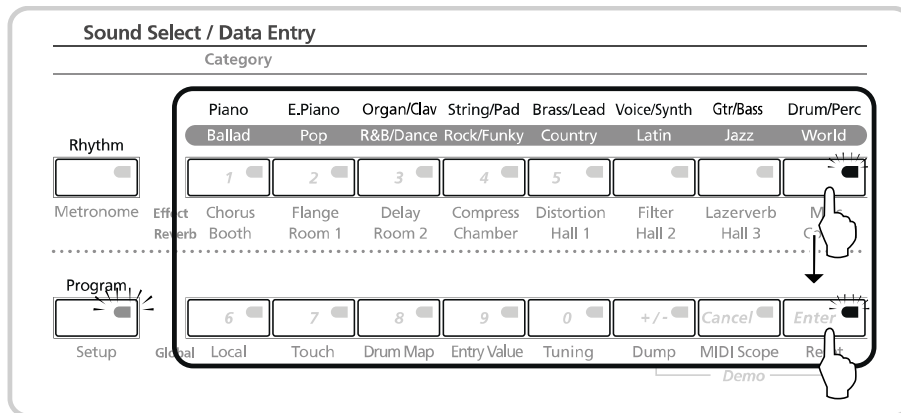 Sound Select / Data Entry
Category
Piano E.Piano Organ/Clav String/Pad Brass/Lead Voice/Synth Gtr/Bass Drum/Perc
Rhythm Ballad Pop R&B/Dance Rock/Funky Country Latin Jazz World
1 2 3 4 5
Metronome Effect Chorus Flange Delay Compress Distortion Filter Lazerverb
Reverb Booth Room 1 Room 2 Chamber Hall 1 Hall 2 Hall 3
Program
6 7 8 9 0 +/- Cancel Enter
Setup Global Local Touch Drum Map Entry Value Tuning Dump MIDI Scope
Demo